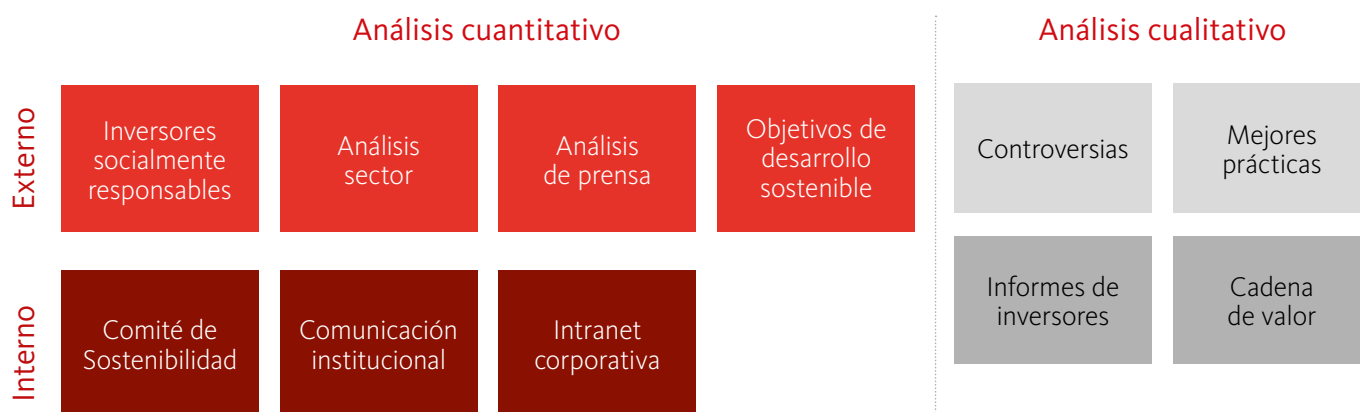 Análisis cuantitativo
Análisis cualitativo
Externo
Inversores
socialmente
responsables
Análisis
sector
Análisis
de prensa
Objetivos de
desarrollo
sostenible
Controversias
Mejores
prácticas
Interno
Comité de
Sostenibilidad
Comunicación
institucional
Intranet
corporativa
Informes de
inversores
Cadena
de valor